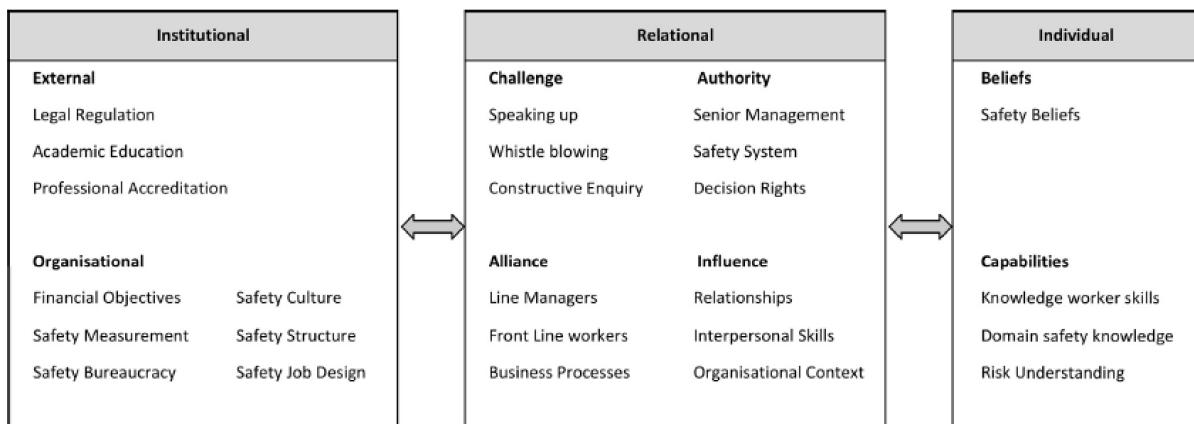 Institutional
External
Legal Regulation
Academic Education
Professional Accreditation
Organisational
Financial Objectives Safety Culture
Safety Measurement Safety Structure
Safety Bureaucracy Safety Job Design
Relational
Challenge Authority
Speaking up Senior Management
Whistle blowing Safety System
Constructive Enquiry Decision Rights
Alliance Influence
Line Managers Relationships
Front Line workers Interpersonal Skills
Business Processes Organisational Context
Individual
Beliefs
Safety Beliefs
Capabilities
Knowledge worker skills
Domain safety knowledge
Risk Understanding